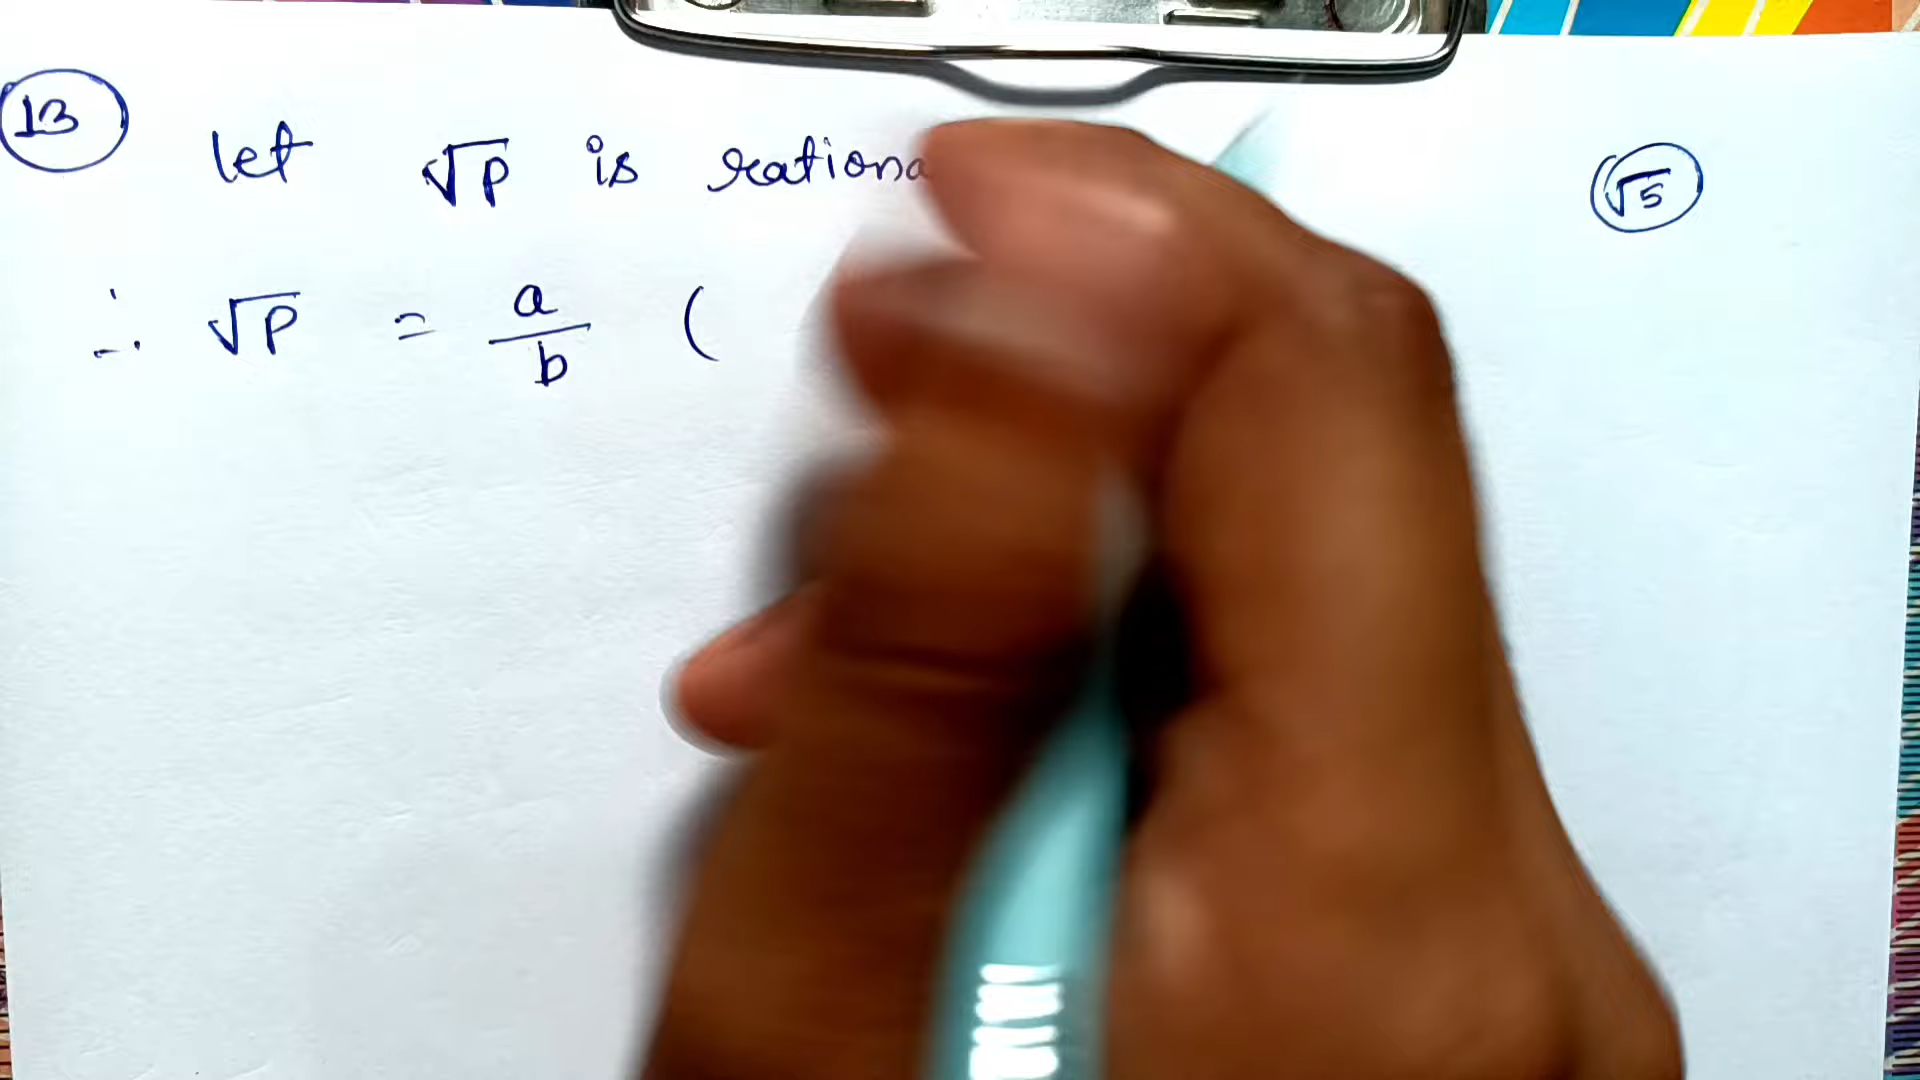 13 let √P is rationa √5
∴ √P = a/b (